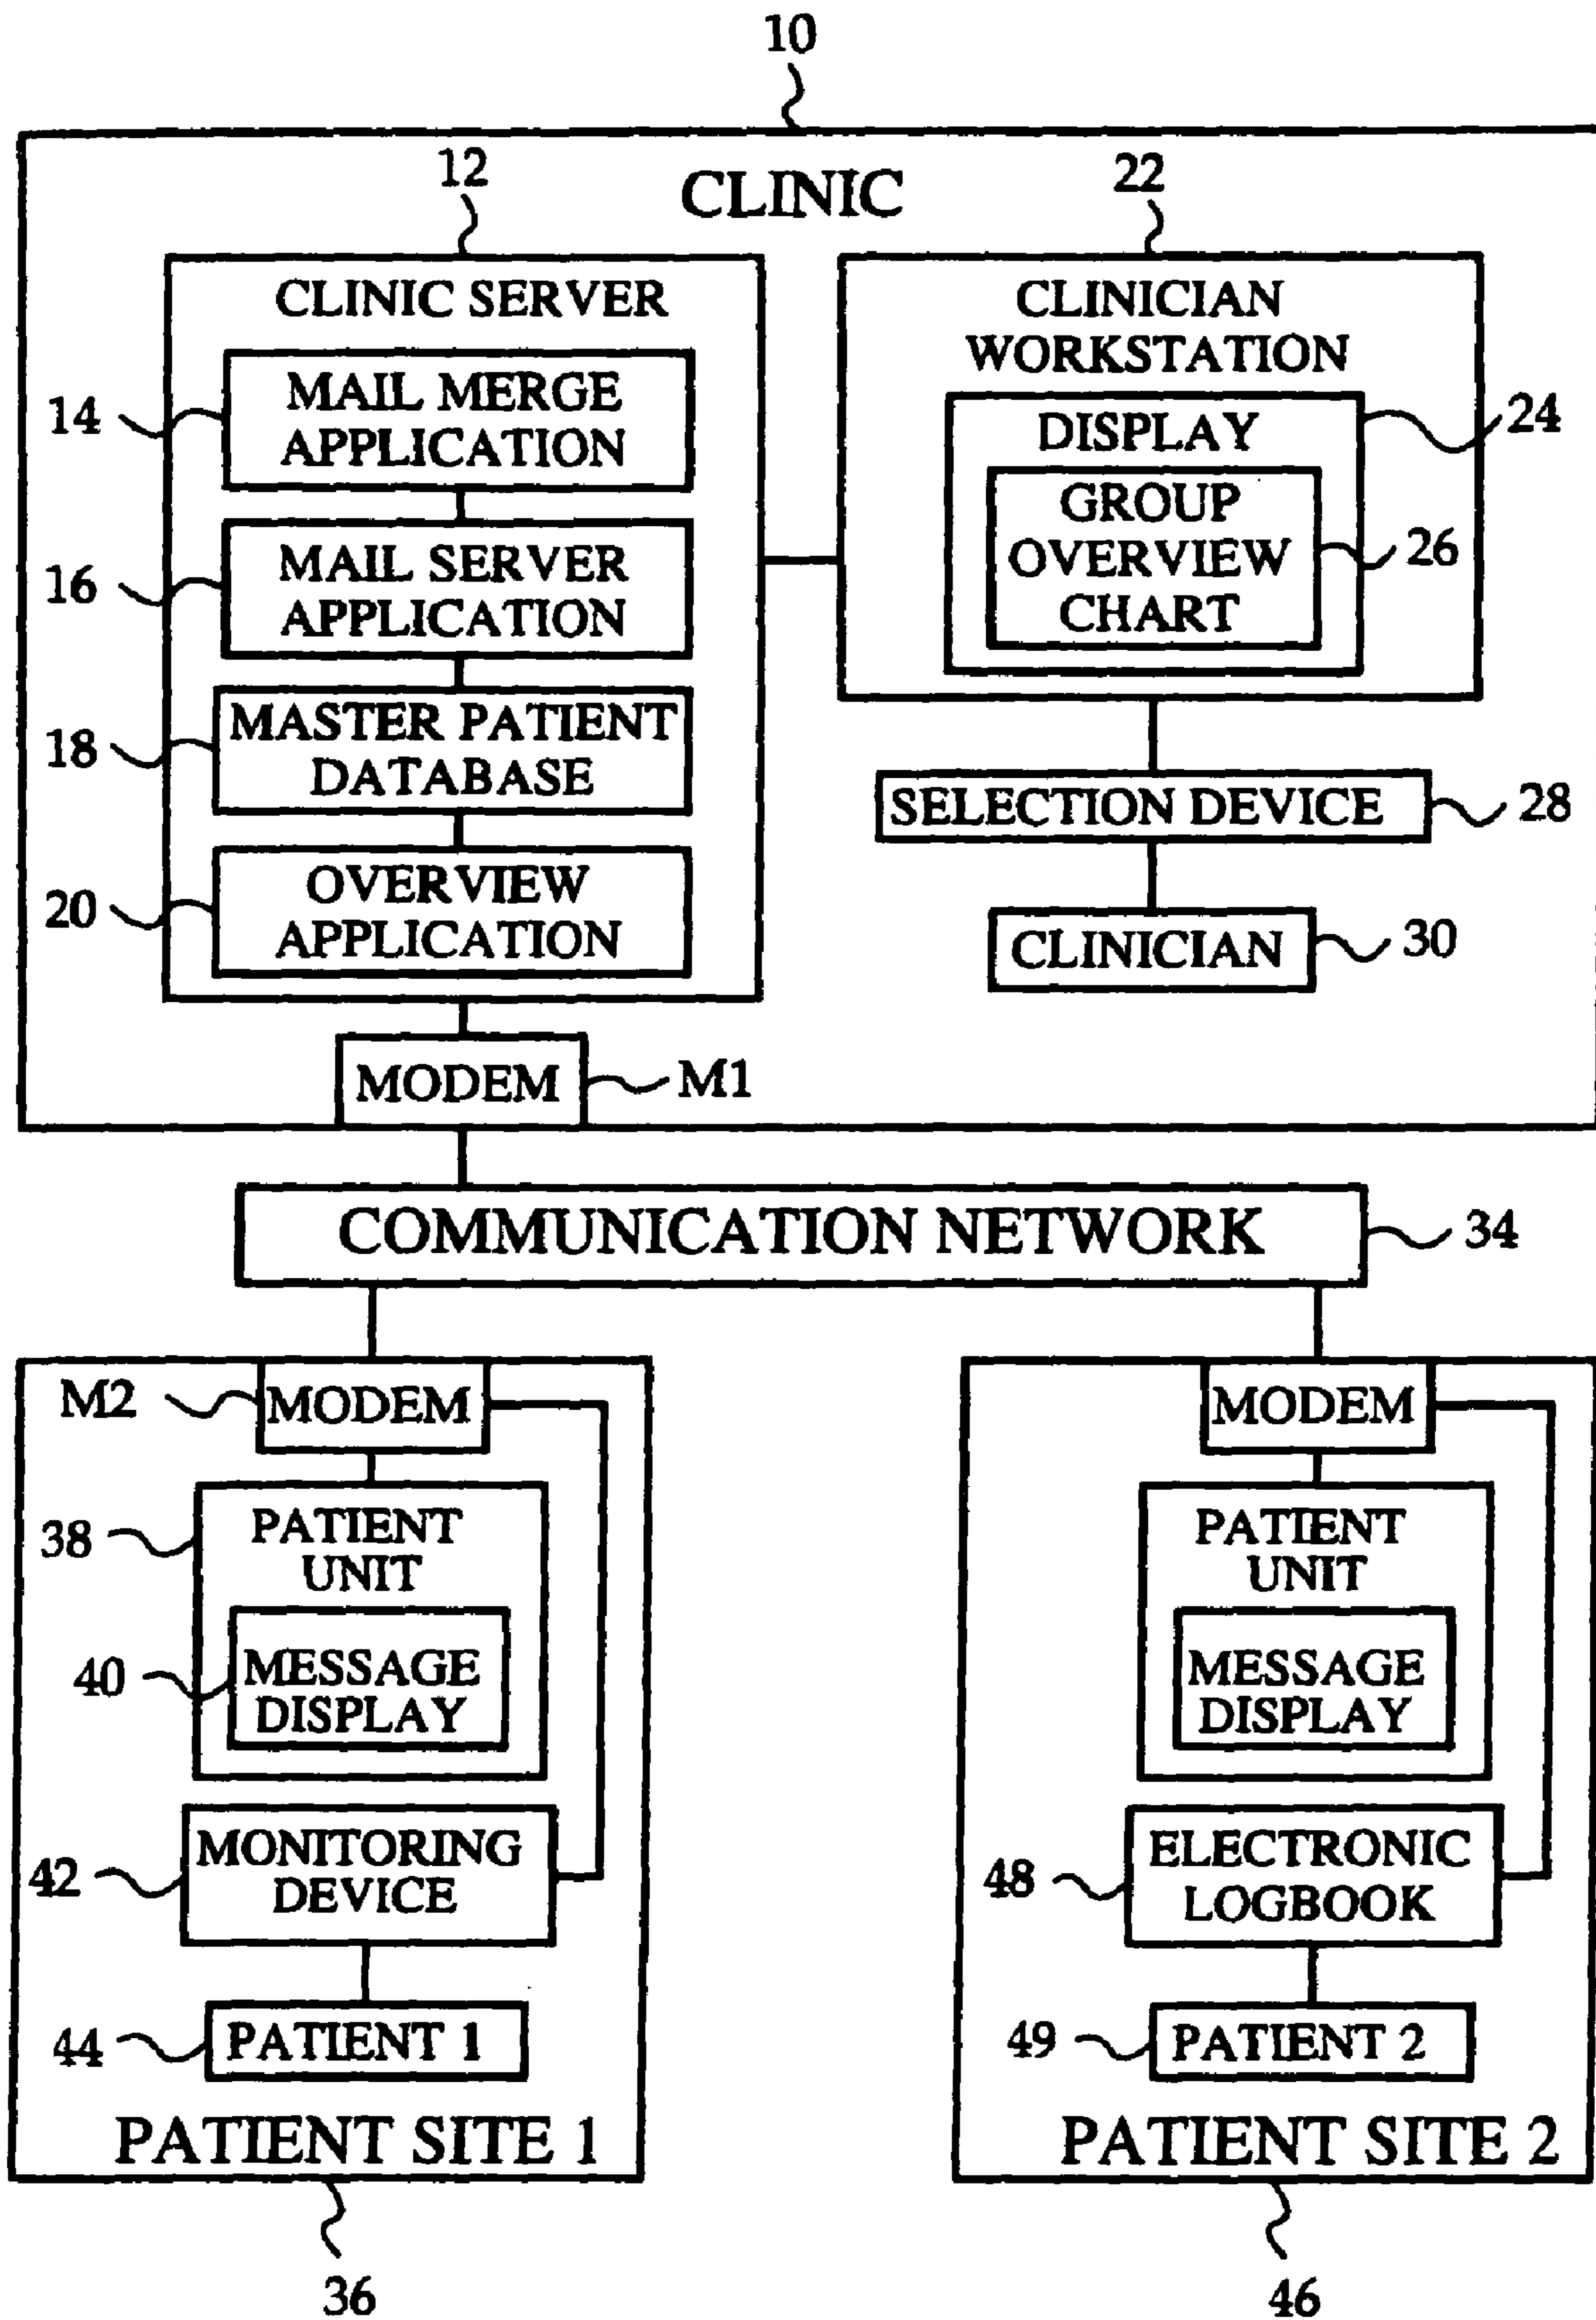 10
12
CLINIC
22
CLINIC SERVER
CLINICIAN
WORKSTATION
14
MAIL MERGE
APPLICATION
DISPLAY
24
GROUP
OVERVIEW
CHART
26
16
MAIL SERVER
APPLICATION
18
MASTER PATIENT
DATABASE
SELECTION DEVICE
28
20
OVERVIEW
APPLICATION
CLINICIAN
30
MODEM
M1
COMMUNICATION NETWORK
34
M2
MODEM
38
PATIENT
UNIT
40
MESSAGE
DISPLAY
42
MONITORING
DEVICE
44
PATIENT 1
PATIENT SITE 1
36
MODEM
PATIENT
UNIT
MESSAGE
DISPLAY
48
ELECTRONIC
LOGBOOK
49
PATIENT 2
PATIENT SITE 2
46